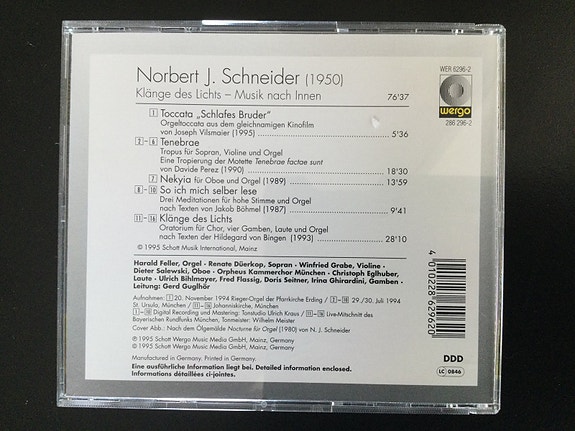 Norbert J. Schneider (1950)
Klänge des Lichts – Musik nach Innen 76'37
WER 6296-2
wergo
286 296-2
1 Toccata „Schlafes Bruder"
Orgeltoccata aus dem gleichnamigen Kinofilm
von Joseph Vilsmaier (1995) 5'36
2–6 Tenebrae
Tropus für Sopran, Violine und Orgel
Eine Tropierung der Motette Tenebrae factae sunt
von Davide Perez (1990) 18'30
7 Nekyia für Oboe und Orgel (1989) 13'59
8–10 So ich mich selber lese
Drei Meditationen für hohe Stimme und Orgel
nach Texten von Jakob Böhmel (1987) 9'41
11–16 Klänge des Lichts
Oratorium für Chor, vier Gamben, Laute und Orgel
nach Texten der Hildegard von Bingen (1993) 28'10
© 1995 Schott Musik International, Mainz
Harald Feller, Orgel · Renate Düerkop, Sopran · Winfried Grabe, Violine ·
Dieter Salewski, Oboe · Orpheus Kammerchor München · Christoph Eglhuber,
Laute · Ulrich Bihlmayer, Fred Flassig, Doris Seitner, Irina Ghirardini, Gamben ·
Leitung: Gerd Guglhör
Aufnahmen: 1 20. November 1994 Rieger-Orgel der Pfarrkirche Erding / 2–10 29./30. Juli 1994
St. Ursula, München / 11–16 Johanniskirche, München
1–10 Digital Recording and Mastering: Tonstudio Ulrich Kraus / 11–16 Live-Mitschnitt des
Bayerischen Rundfunks München, Tonmeister: Wilhelm Meister
Cover Abb.: Nach dem Ölgemälde Nocturne für Orgel (1980) von N. J. Schneider
℗ 1995 Schott Wergo Music Media GmbH, Mainz, Germany
© 1995 Schott Wergo Music Media GmbH, Mainz, Germany
Manufactured in Germany. Printed in Germany.
Eine ausführliche Information liegt bei. Detailed information enclosed.
Informations détaillées ci-jointes.
4 010228 629620
DDD
LC 0846